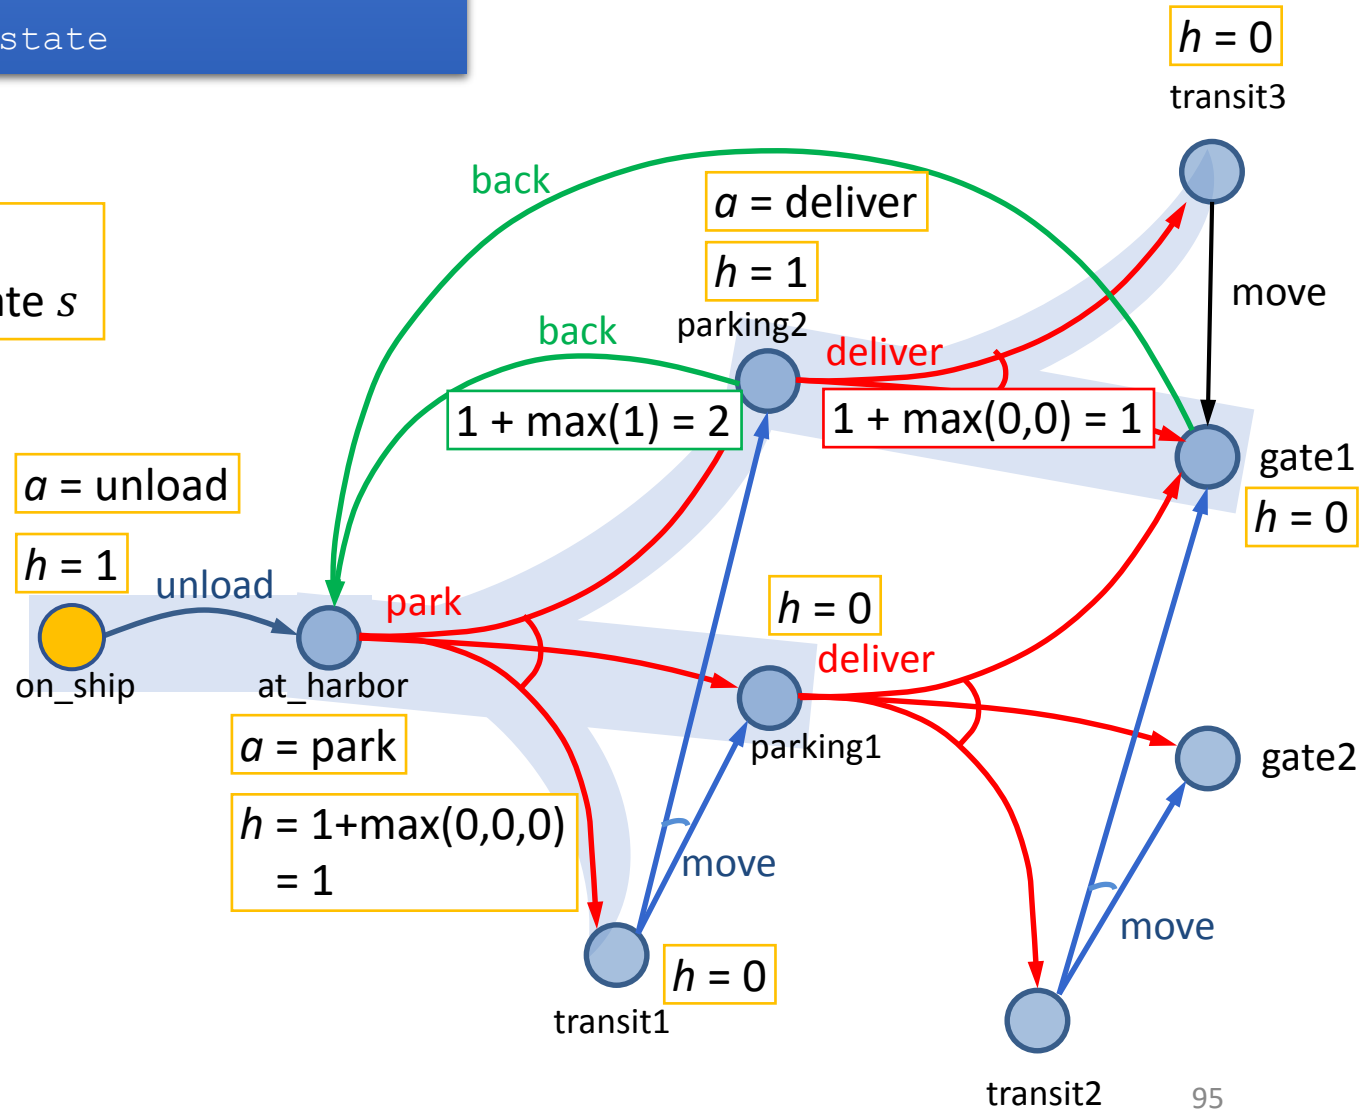 state
h = 0
transit3
back
a = deliver
ate s
h = 1
move
parking2
back
deliver
1 + max(1) = 2
1 + max(0,0) = 1
gate1
a = unload
h = 0
h = 1
unload
park
h = 0
deliver
on_ship
at_harbor
parking1
a = park
gate2
h = 1+max(0,0,0)
= 1
move
move
h = 0
transit1
transit2
95